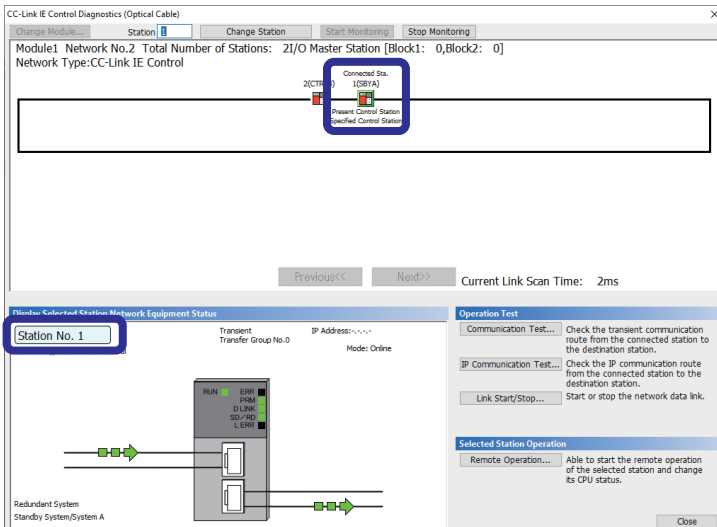 CC-Link IE Control Diagnostics (Optical Cable)
Change Module... Station 1 Change Station Start Monitoring Stop Monitoring
Module1 Network No.2 Total Number of Stations: 2I/O Master Station [Block1: 0,Block2: 0]
Network Type:CC-Link IE Control
Connected Sta.
1(SBYA)
Present Control Station
Specified Control Station
Previous<< Next>> Current Link Scan Time: 2ms
Display Selected Station Network Equipment Status
Station No. 1
Transient
Transfer Group No.0
IP Address:-.-.-.-
Mode: Online
RUN ERR
PRM
D LINK
SD/RD
L ERR
Redundant System
Standby System/System A
Operation Test
Communication Test... Check the transient communication
route from the connected station to
the destination station.
IP Communication Test... Check the IP communication route
from the connected station to the
destination station.
Link Start/Stop... Start or stop the network data link.
Selected Station Operation
Remote Operation... Able to start the remote operation
of the selected station and change
its CPU status.
Close